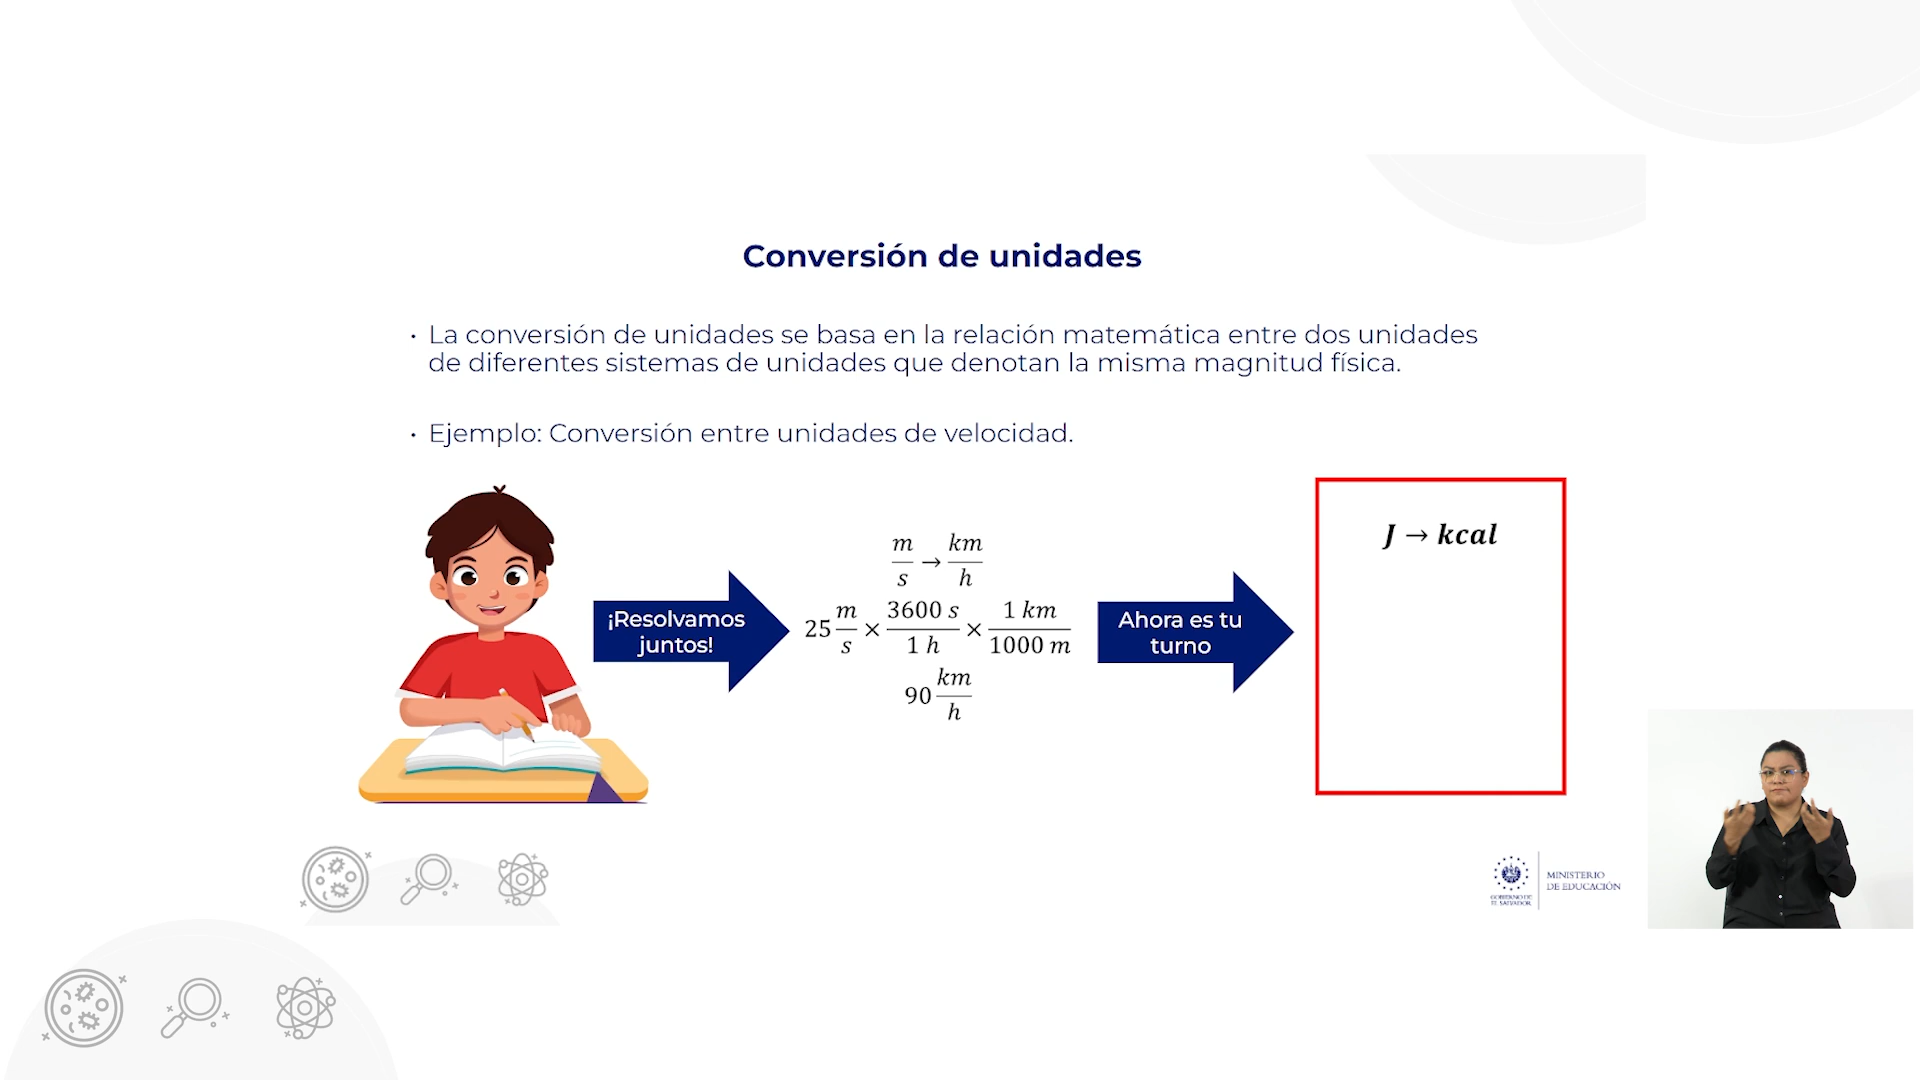 Conversión de unidades
• La conversión de unidades se basa en la relación matemática entre dos unidades
de diferentes sistemas de unidades que denotan la misma magnitud física.
• Ejemplo: Conversión entre unidades de velocidad.
¡Resolvamos
juntos!
m/s → km/h
25 m/s × 3600 s/1 h × 1 km/1000 m
90 km/h
Ahora es tu
turno
J → kcal
GOBIERNO DE
EL SALVADOR
MINISTERIO
DE EDUCACIÓN